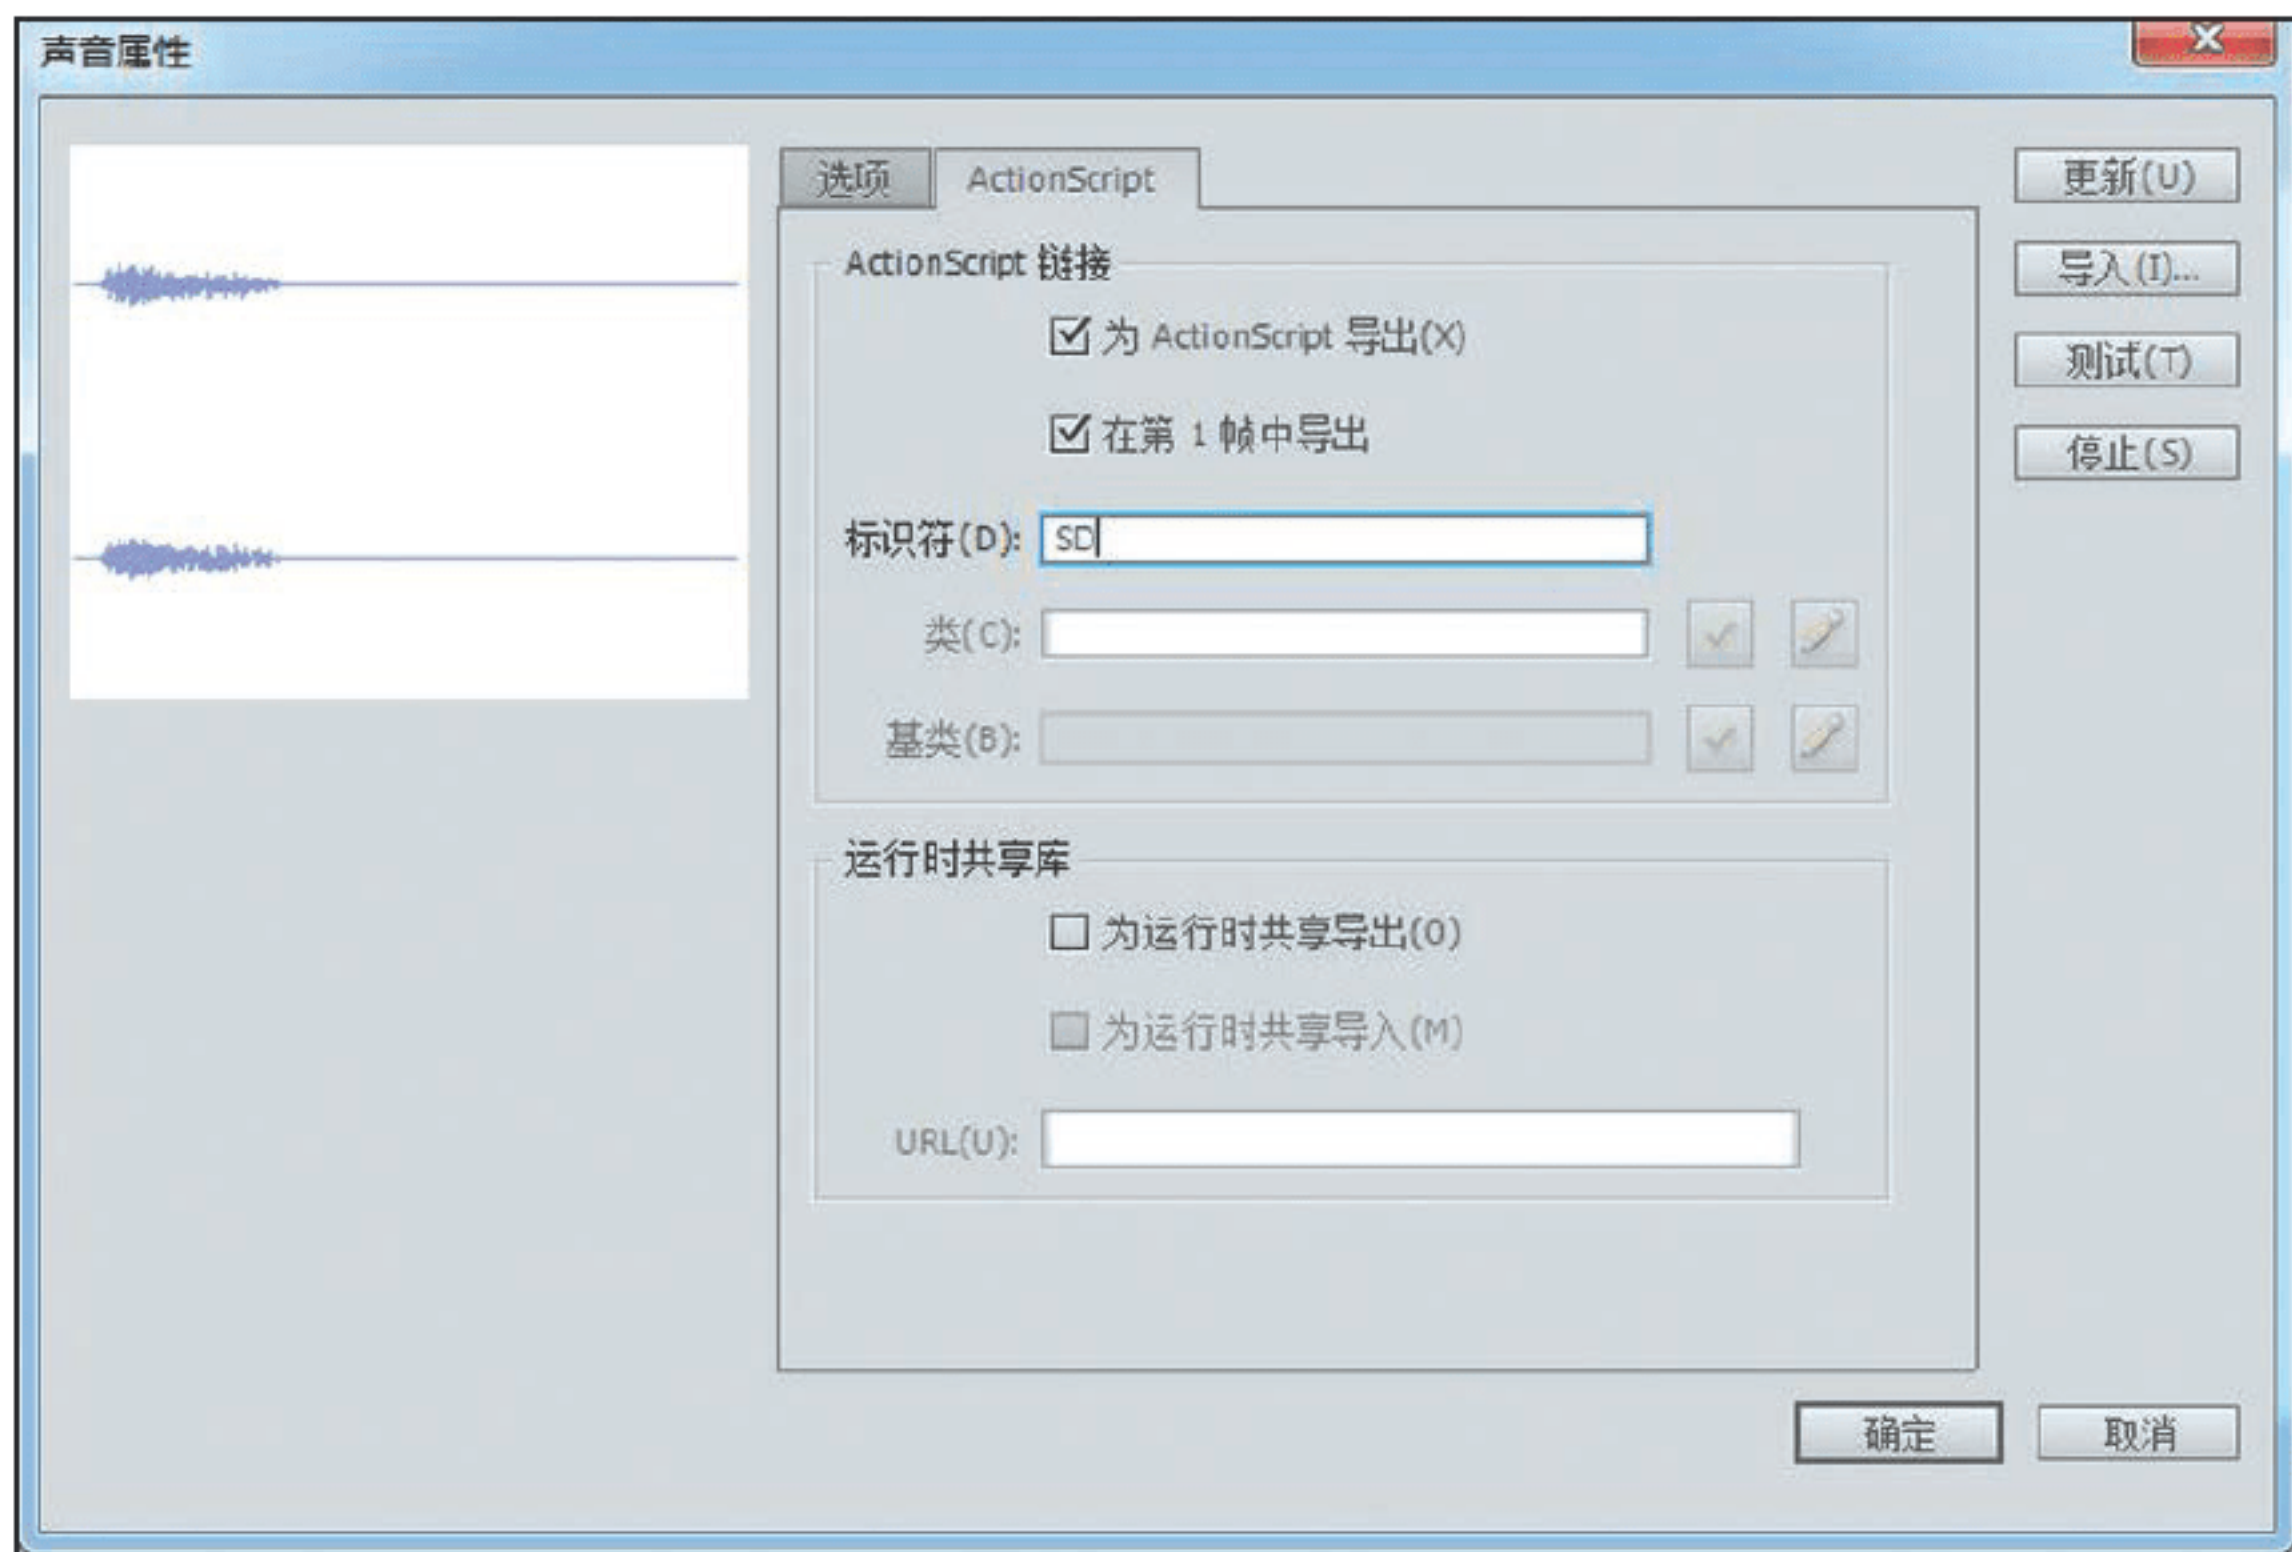 声音属性
选项
ActionScript
更新(U)
导入(I)...
测试(T)
停止(S)
ActionScript 链接
为 ActionScript 导出(X)
在第 1 帧中导出
标识符(D): SD
类(C):
基类(B):
运行时共享库
为运行时共享导出(O)
为运行时共享导入(M)
URL(U):
确定
取消